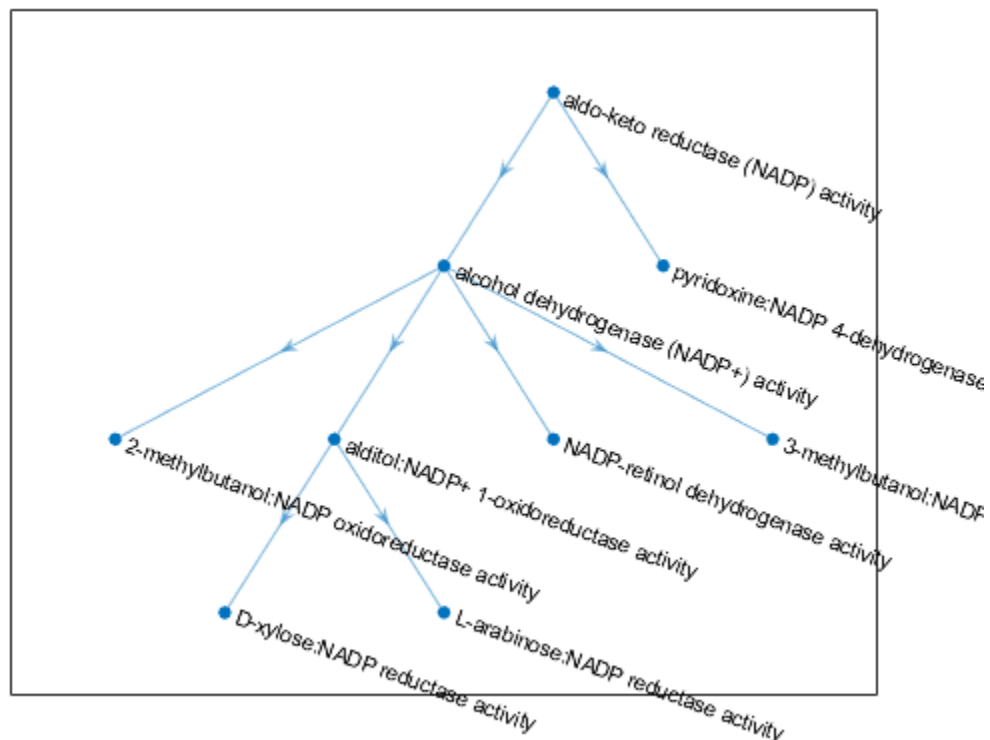 aldo-keto reductase (NADP) activity
alcohol dehydrogenase (NADP+) activity
pyridoxine:NADP 4-dehydrogenase
2-methylbutanol:NADP oxidoreductase activity
alditol:NADP+ 1-oxidoreductase activity
NADP-retinol dehydrogenase activity
3-methylbutanol:NADP
D-xylose:NADP reductase activity
L-arabinose:NADP reductase activity